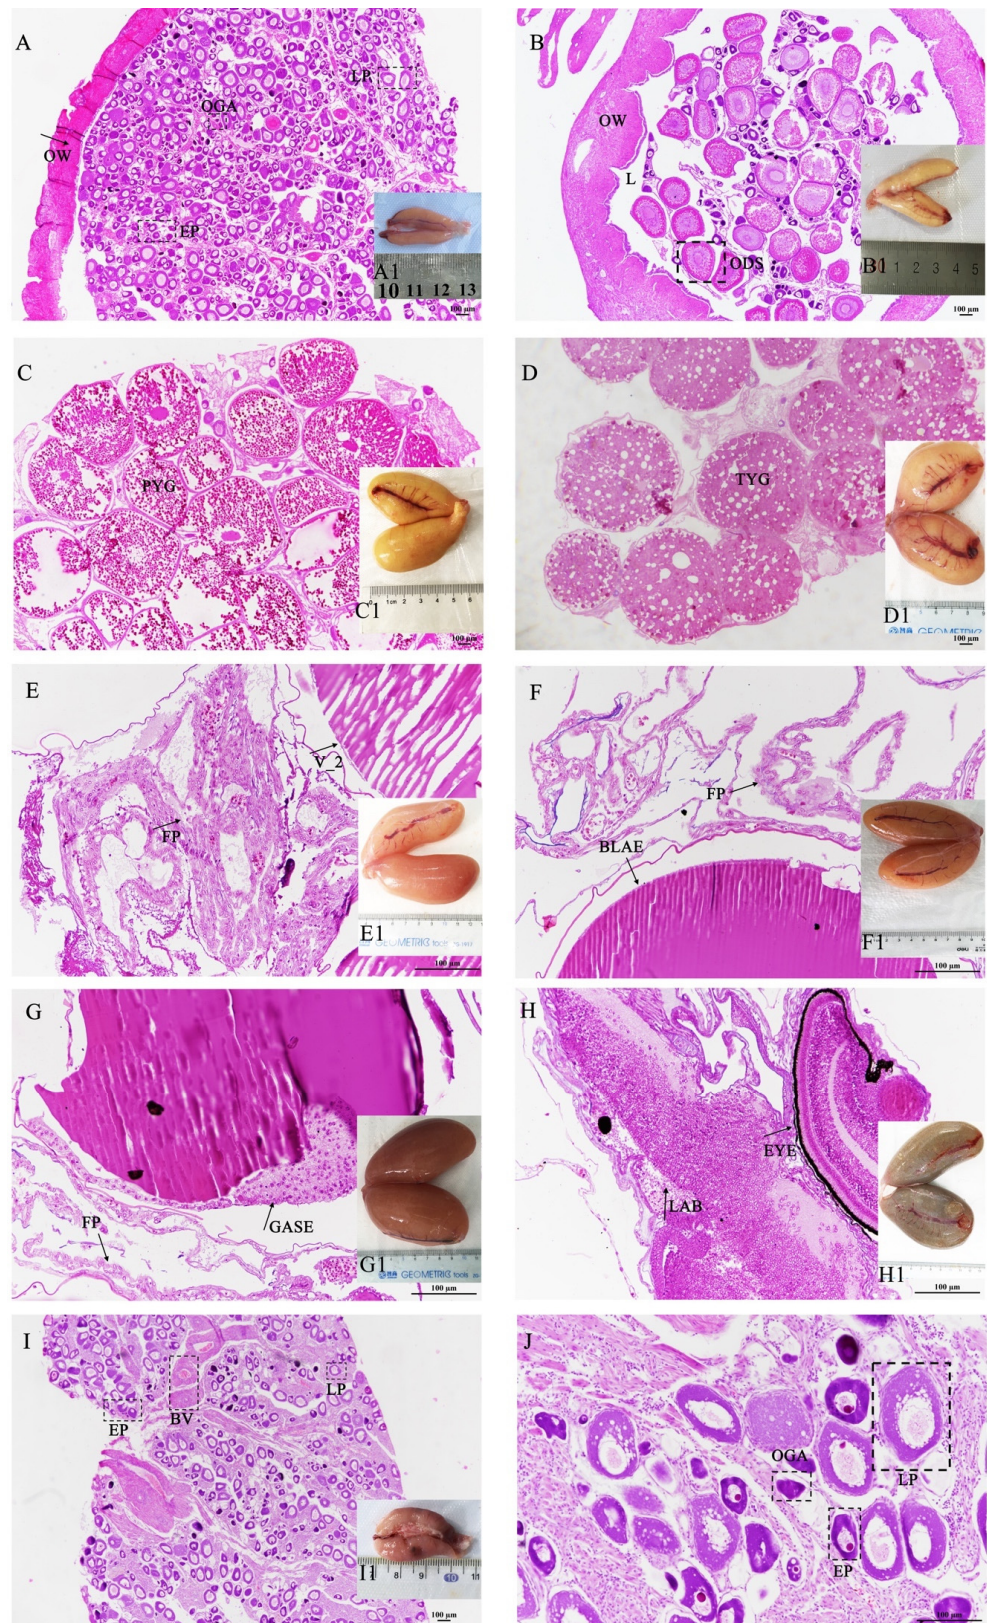 A
LP
OGA
OW
EP
A1
10 11 12 13
100 μm
B
OW
L
ODS
B1
1 2 3 4 5
100 μm
C
PYG
C1
0 1cm 2 3 4 5 6
100 μm
D
TYG
D1
GEOMETRIC
100 μm
E
V_2
FP
E1
GEOMETRIC tools
100 μm
F
FP
BLAE
F1
100 μm
G
GASE
FP
G1
GEOMETRIC tools
100 μm
H
EYE
LAB
H1
100 μm
I
LP
EP
BV
I1
8 9 10 11
100 μm
J
OGA
LP
EP
100 μm